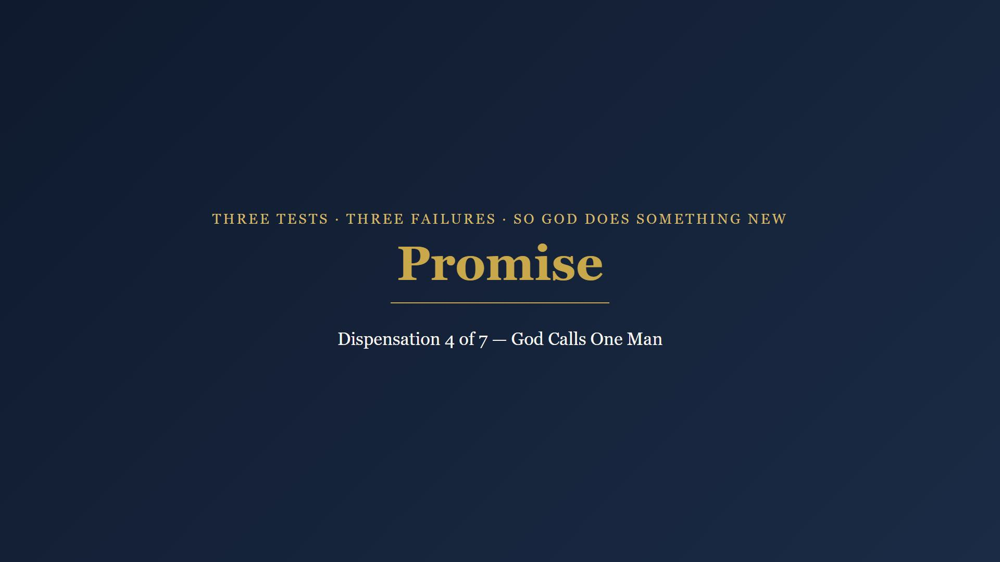 THREE TESTS · THREE FAILURES · SO GOD DOES SOMETHING NEW
Promise
Dispensation 4 of 7 — God Calls One Man